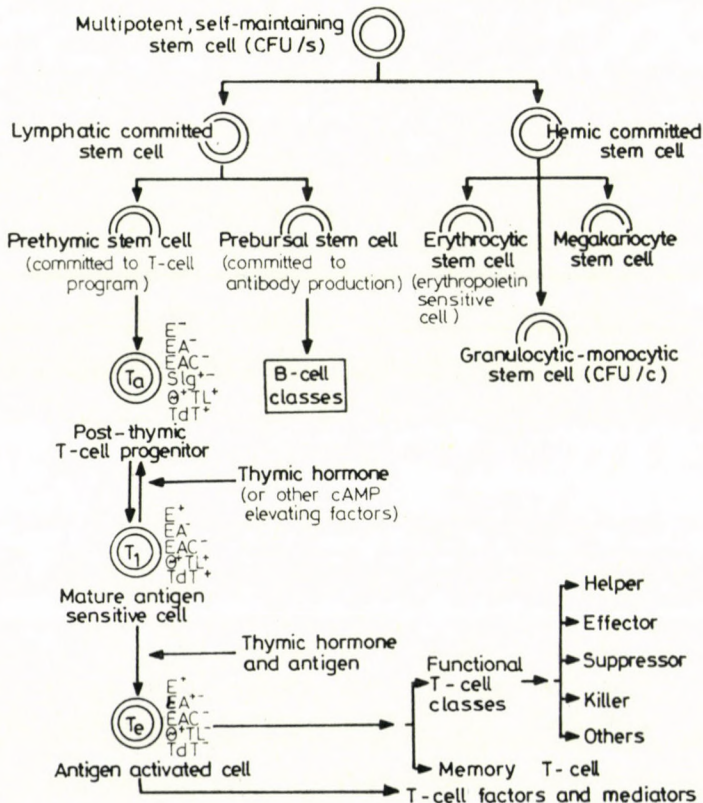 Multipotent, self-maintaining
stem cell (CFU/s)
Lymphatic committed
stem cell
Hemic committed
stem cell
Prethymic stem cell
(committed to T-cell
program)
Prebursal stem cell
(committed to
antibody production)
Erythrocytic
stem cell
(erythropoietin
sensitive
cell)
Megakariocyte
stem cell
Granulocytic-monocytic
stem cell (CFU/c)
B-cell
classes
Ta
E⁻
EA⁻
EAC⁻
SIg⁺⁻
Θ⁺TL⁺
TdT⁺
Post-thymic
T-cell progenitor
Thymic hormone
(or other cAMP
elevating factors)
T₁
E⁺
EA⁻
EAC⁻
Θ⁺TL⁺
TdT⁺
Mature antigen
sensitive cell
Thymic hormone
and antigen
Te
E⁺
EA⁺⁻
EAC⁻
Θ⁺TL⁻
TdT⁻
Antigen activated cell
Functional
T-cell
classes
Helper
Effector
Suppressor
Killer
Others
Memory T-cell
T-cell factors and mediators